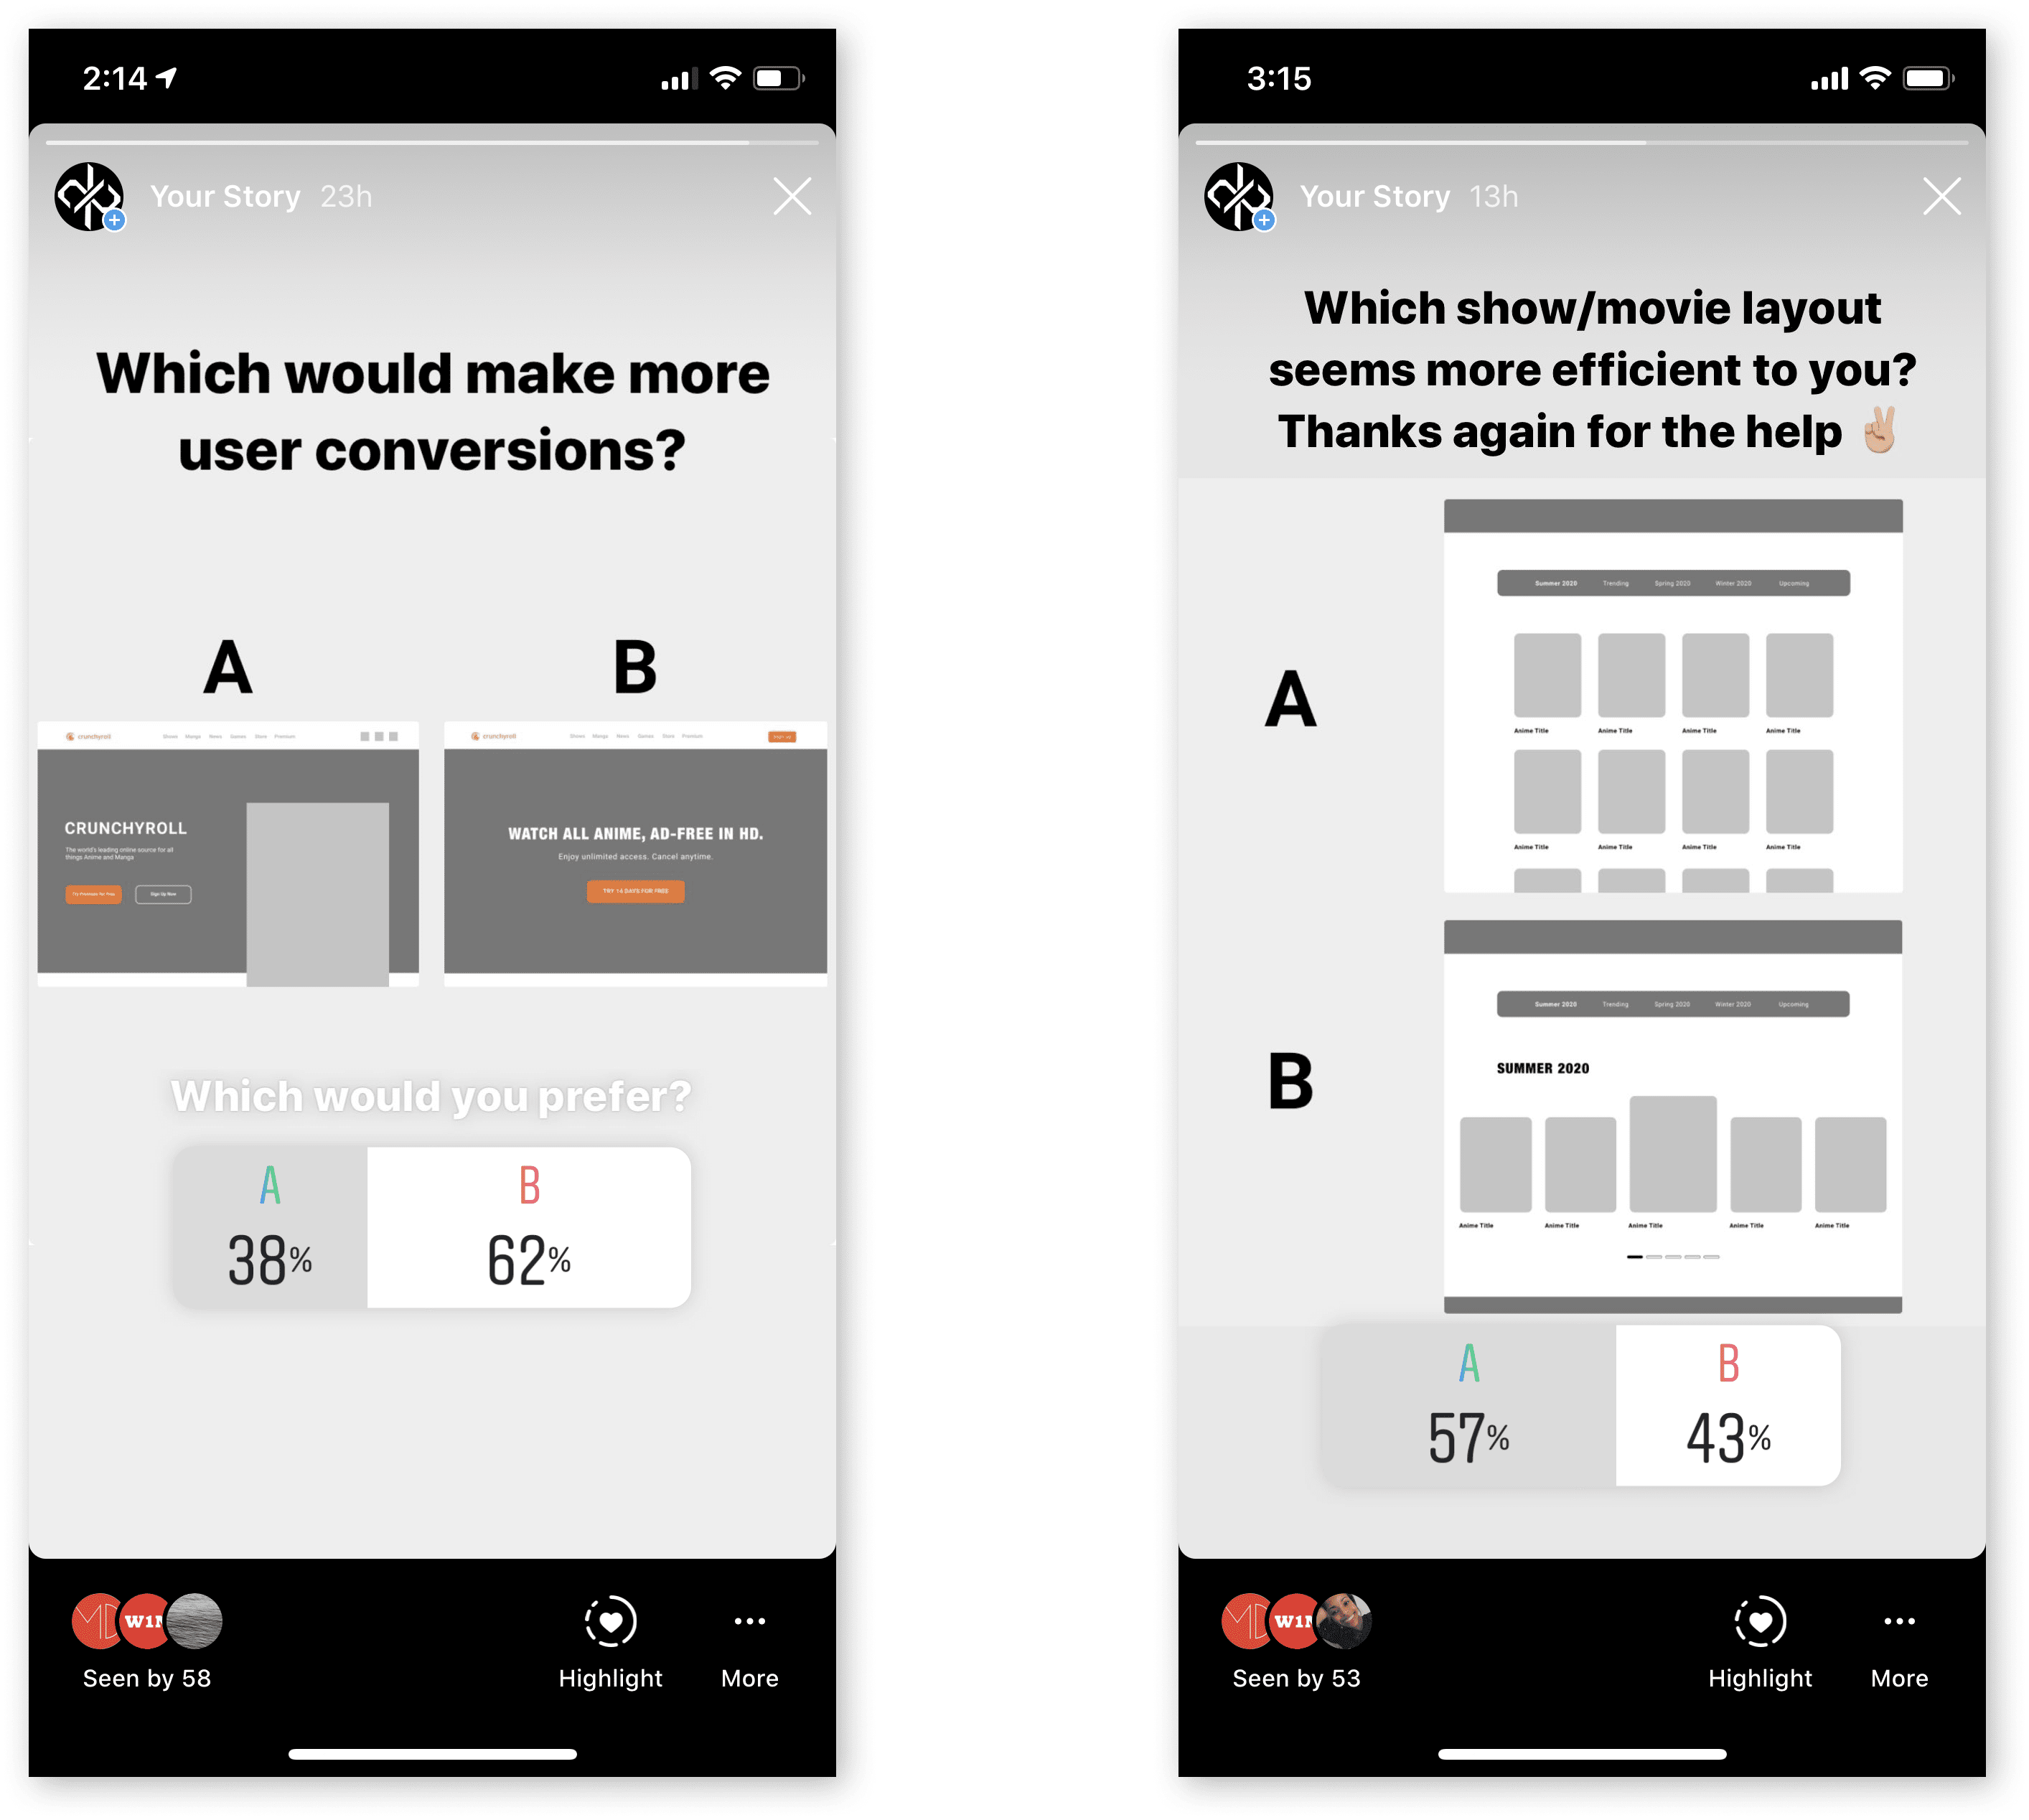 2:14
Your Story 23h
Which would make more
user conversions?
A
B
crunchyroll
Shows Manga News Games Store Premium
CRUNCHYROLL
The world's leading online source for all
things Anime and Manga
Try Premium for Free
Sign Up Now
crunchyroll
Shows Manga News Games Store Premium
WATCH ALL ANIME, AD-FREE IN HD.
Enjoy unlimited access. Cancel anytime.
TRY 14 DAYS FOR FREE
Which would you prefer?
A
38%
B
62%
Seen by 58
Highlight
More
3:15
Your Story 13h
Which show/movie layout
seems more efficient to you?
Thanks again for the help ✌🏼
A
Summer 2020 Trending Spring 2020 Winter 2020 Upcoming
Anime Title Anime Title Anime Title Anime Title
Anime Title Anime Title Anime Title Anime Title
B
Summer 2020 Trending Spring 2020 Winter 2020 Upcoming
SUMMER 2020
Anime Title Anime Title Anime Title Anime Title Anime Title
A
57%
B
43%
Seen by 53
Highlight
More